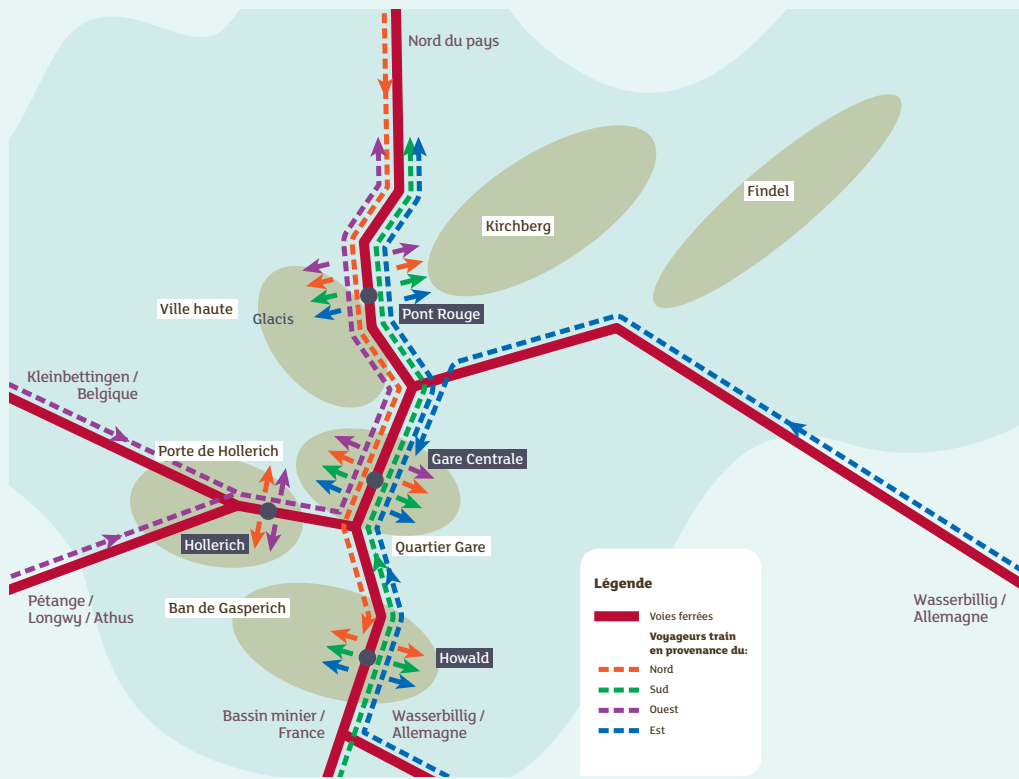 Nord du pays
Findel
Kirchberg
Ville haute
Glacis
Pont Rouge
Kleinbettingen /
Belgique
Porte de Hollerich
Gare Centrale
Hollerich
Quartier Gare
Pétange /
Longwy / Athus
Ban de Gasperich
Howald
Bassin minier /
France
Wasserbillig /
Allemagne
Wasserbillig /
Allemagne
Légende
Voies ferrées
Voyageurs train
en provenance du:
Nord
Sud
Ouest
Est